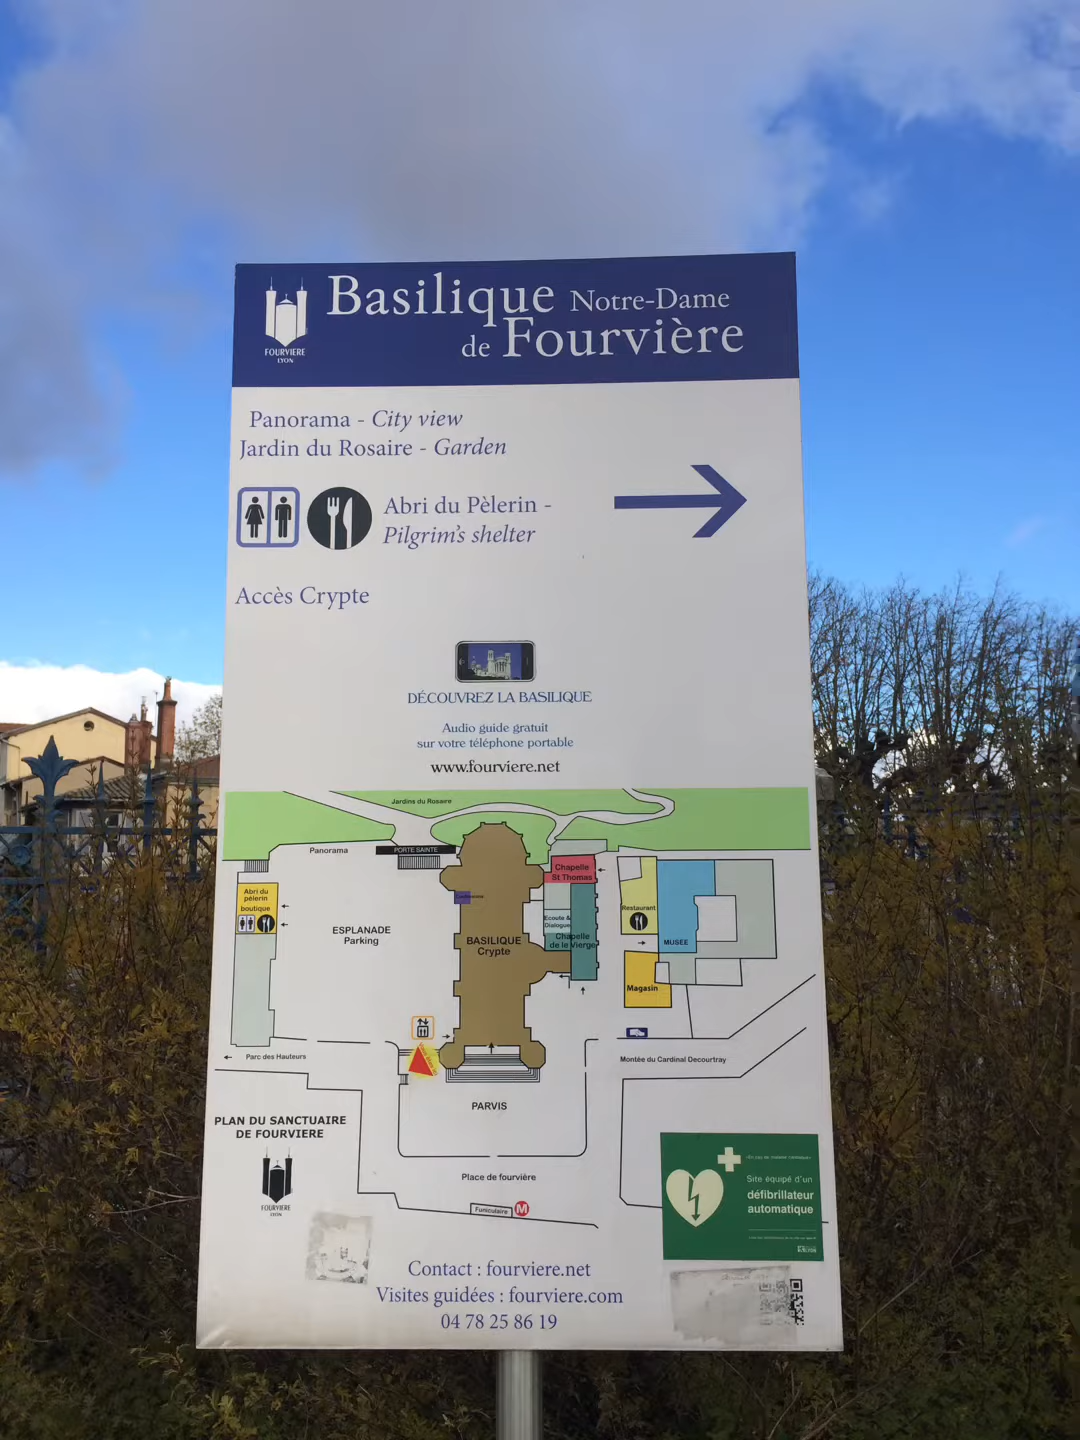 Basilique Notre-Dame
de Fourvière
FOURVIERE
LYON
Panorama - City view
Jardin du Rosaire - Garden
Abri du Pèlerin -
Pilgrim's shelter
Accès Crypte
DÉCOUVREZ LA BASILIQUE
Audio guide gratuit
sur votre téléphone portable
www.fourviere.net
Jardins du Rosaire
Panorama
PORTE SAINTE
Chapelle
St Thomas
Abri du
pèlerin
boutique
Restaurant
Ecoute &
Dialogue
Chapelle
de le Vierge
ESPLANADE
Parking
BASILIQUE
Crypte
MUSEE
Magasin
Parc des Hauteurs
Montée du Cardinal Decourtray
PARVIS
PLAN DU SANCTUAIRE
DE FOURVIERE
FOURVIERE
LYON
Place de fourvière
Funiculaire M
Site équipé d'un
défibrillateur
automatique
Contact : fourviere.net
Visites guidées : fourviere.com
04 78 25 86 19